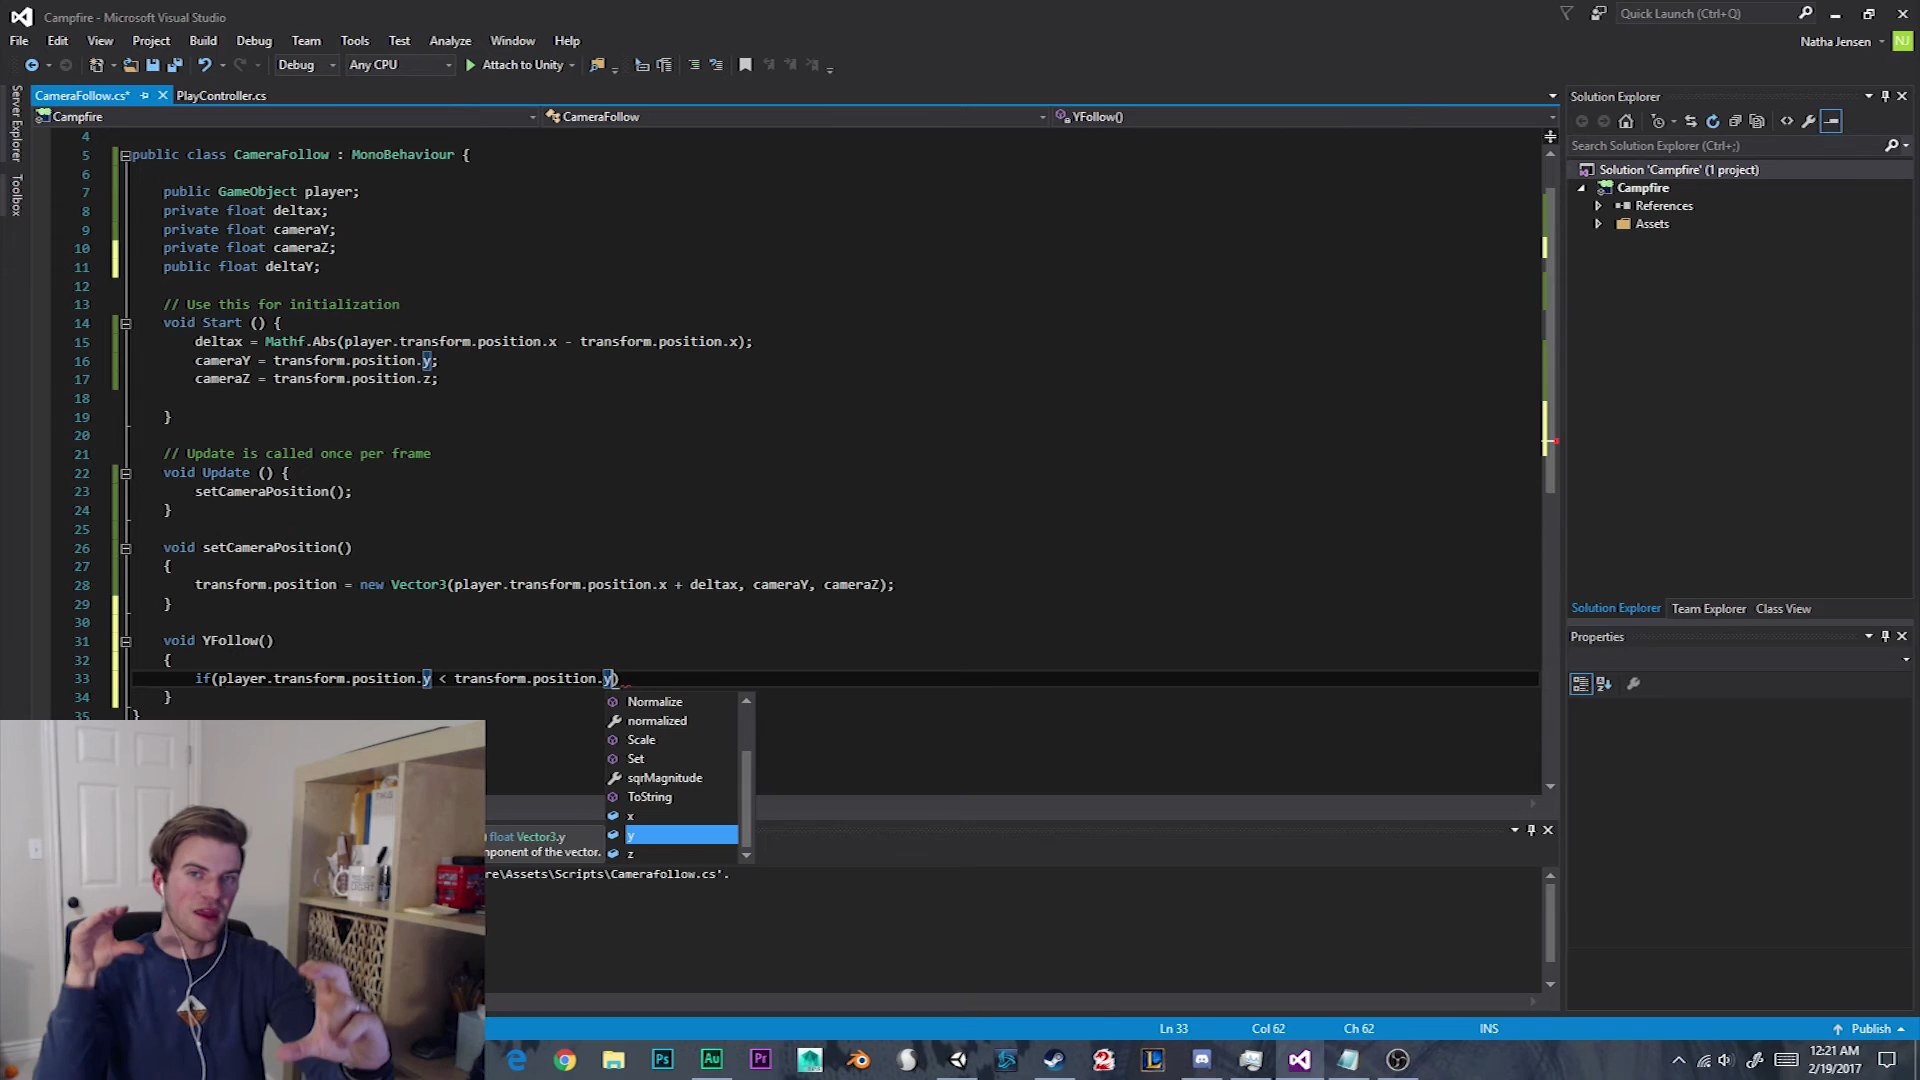 Campfire - Microsoft Visual Studio
Quick Launch (Ctrl+Q)
File Edit View Project Build Debug Team Tools Test Analyze Window Help
Natha Jensen
NJ
Debug Any CPU Attach to Unity
Server Explorer
Toolbox
CameraFollow.cs* PlayController.cs
Campfire CameraFollow YFollow()
4
5 public class CameraFollow : MonoBehaviour {
6
7 public GameObject player;
8 private float deltax;
9 private float cameraY;
10 private float cameraZ;
11 public float deltaY;
12
13 // Use this for initialization
14 void Start () {
15 deltax = Mathf.Abs(player.transform.position.x - transform.position.x);
16 cameraY = transform.position.y;
17 cameraZ = transform.position.z;
18
19 }
20
21 // Update is called once per frame
22 void Update () {
23 setCameraPosition();
24 }
25
26 void setCameraPosition()
27 {
28 transform.position = new Vector3(player.transform.position.x + deltax, cameraY, cameraZ);
29 }
30
31 void YFollow()
32 {
33 if(player.transform.position.y < transform.position.y)
34 }
35 }
Normalize
normalized
Scale
Set
sqrMagnitude
ToString
x
y
z
float Vector3.y
ponent of the vector.
re\Assets\Scripts\Camerafollow.cs'.
Solution Explorer
Search Solution Explorer (Ctrl+;)
Solution 'Campfire' (1 project)
Campfire
References
Assets
Solution Explorer Team Explorer Class View
Properties
Ln 33 Col 62 Ch 62 INS Publish
Ps Au Pr
12:21 AM
2/19/2017